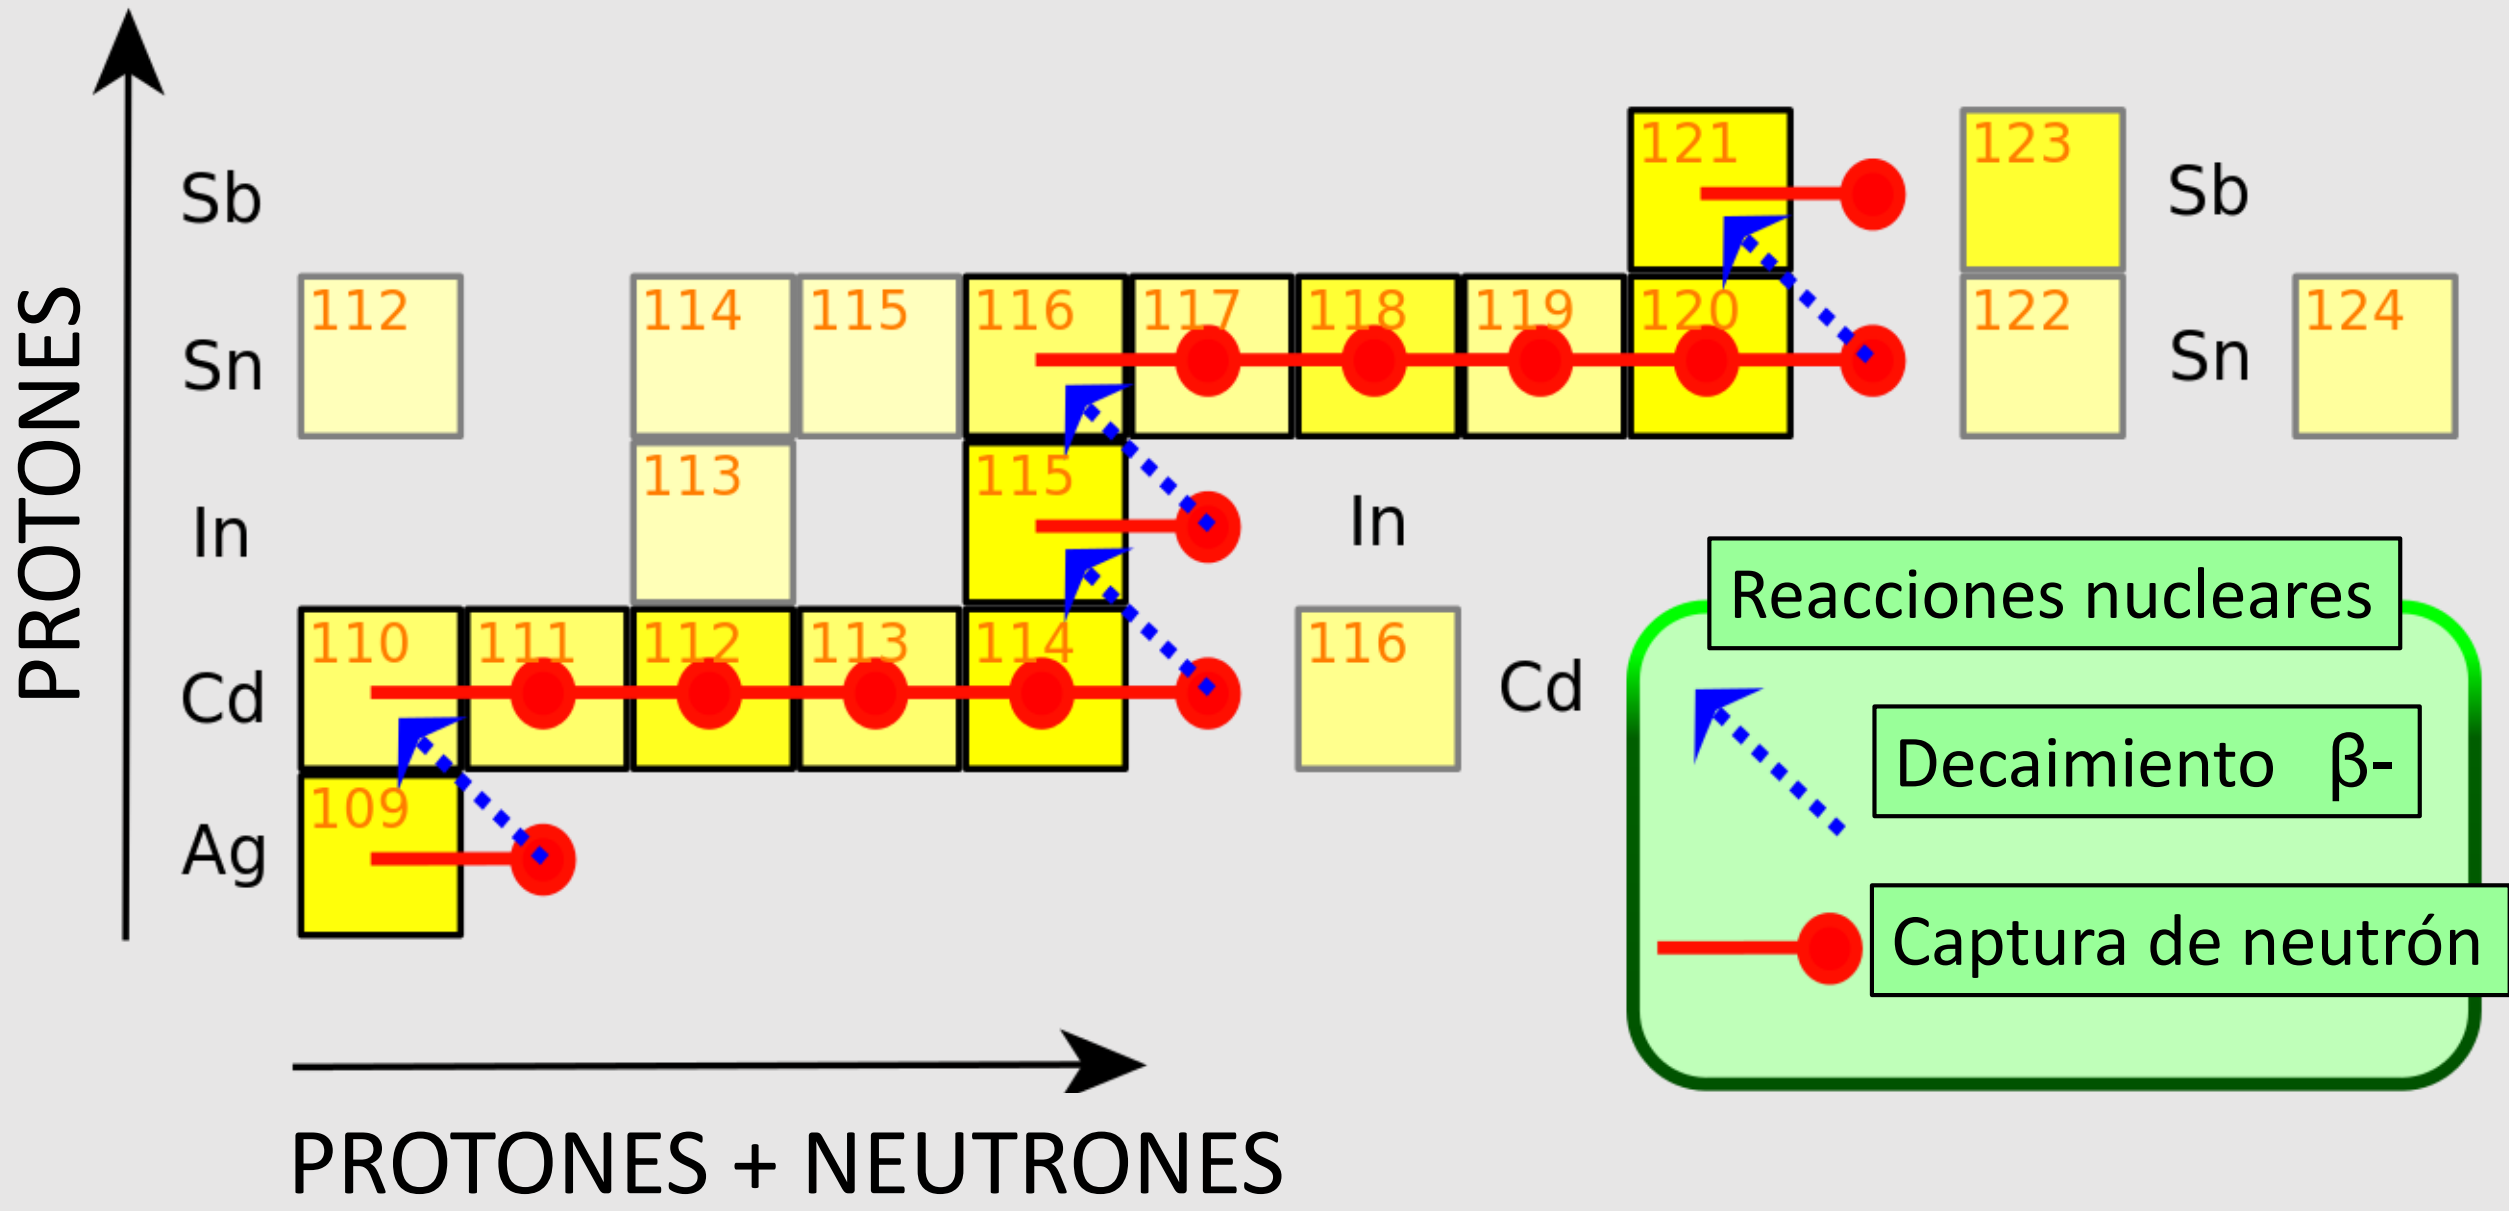 PROTONES
Sb 121 123 Sb
Sn 112 114 115 116 117 118 119 120 122 Sn 124
In 113 115 In
Cd 110 111 112 113 114 116 Cd
Ag 109
Reacciones nucleares
Decaimiento β-
Captura de neutrón
PROTONES + NEUTRONES